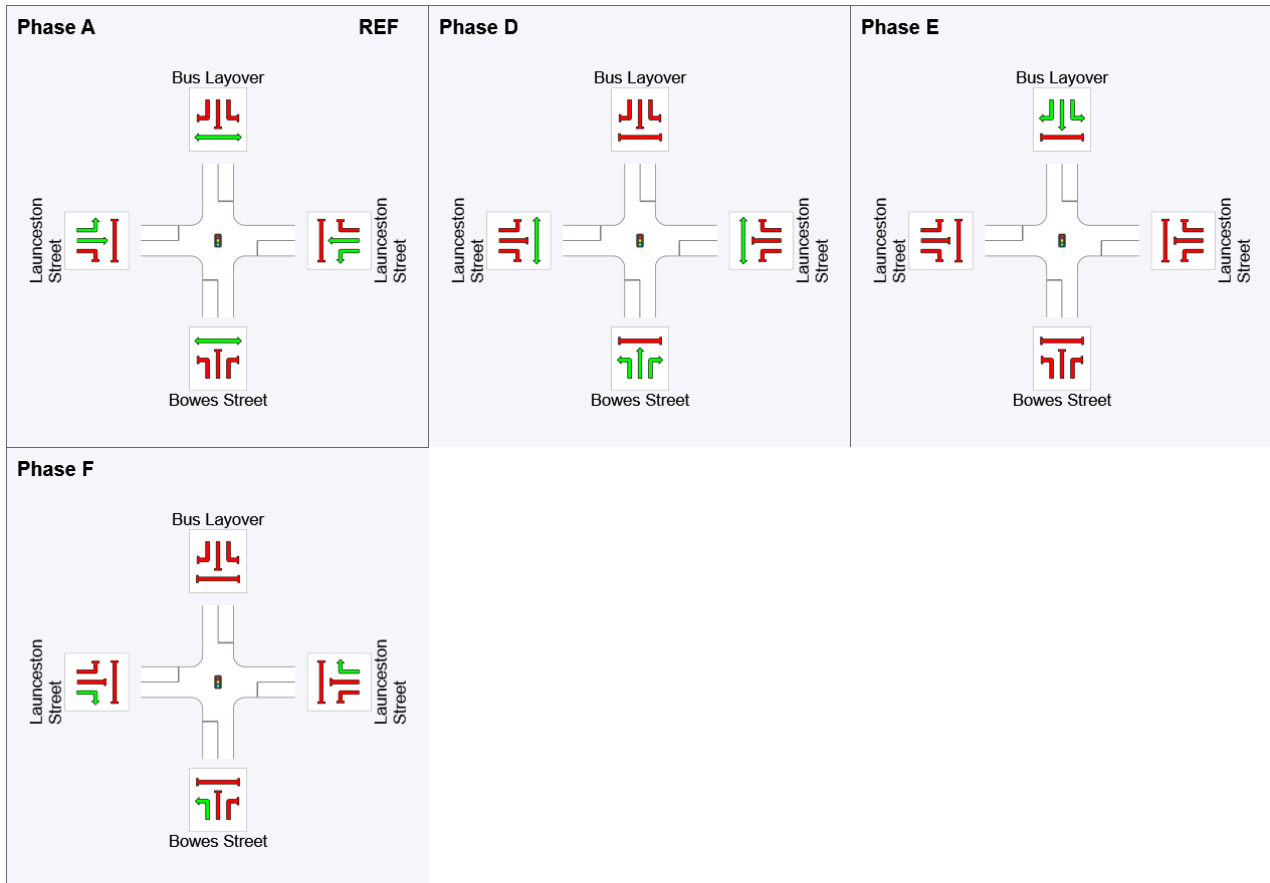 Phase A
REF
Bus Layover
Launceston
Street
Launceston
Street
Bowes Street
Phase D
Bus Layover
Launceston
Street
Launceston
Street
Bowes Street
Phase E
Bus Layover
Launceston
Street
Launceston
Street
Bowes Street
Phase F
Bus Layover
Launceston
Street
Launceston
Street
Bowes Street